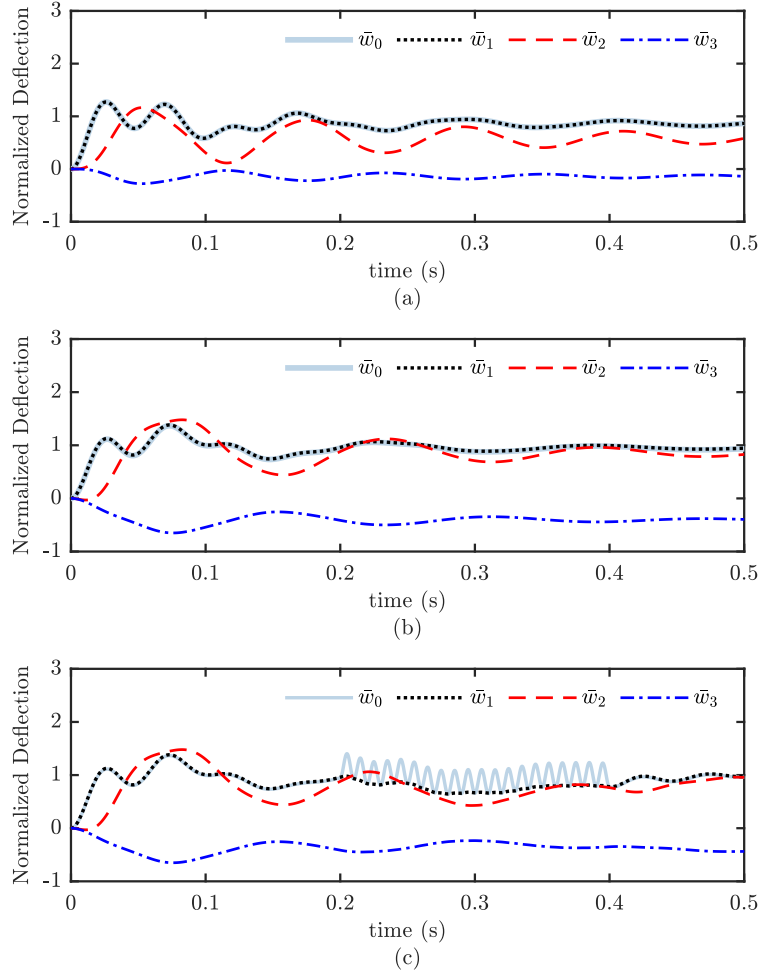 3
2
1
0
-1
Normalized Deflection
w̄₀ w̄₁ w̄₂ w̄₃
0 0.1 0.2 0.3 0.4 0.5
time (s)
(a)
3
2
1
0
-1
Normalized Deflection
w̄₀ w̄₁ w̄₂ w̄₃
0 0.1 0.2 0.3 0.4 0.5
time (s)
(b)
3
2
1
0
-1
Normalized Deflection
w̄₀ w̄₁ w̄₂ w̄₃
0 0.1 0.2 0.3 0.4 0.5
time (s)
(c)